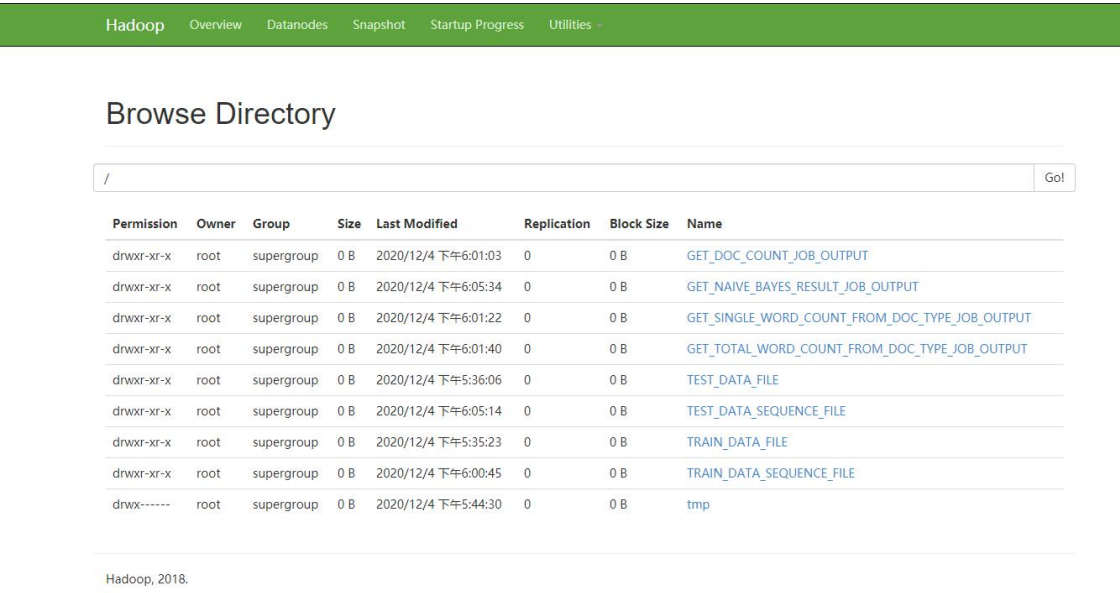 Hadoop Overview Datanodes Snapshot Startup Progress Utilities
Browse Directory
/ Go!
Permission Owner Group Size Last Modified Replication Block Size Name
drwxr-xr-x root supergroup 0 B 2020/12/4 下午6:01:03 0 0 B GET_DOC_COUNT_JOB_OUTPUT
drwxr-xr-x root supergroup 0 B 2020/12/4 下午6:05:34 0 0 B GET_NAIVE_BAYES_RESULT_JOB_OUTPUT
drwxr-xr-x root supergroup 0 B 2020/12/4 下午6:01:22 0 0 B GET_SINGLE_WORD_COUNT_FROM_DOC_TYPE_JOB_OUTPUT
drwxr-xr-x root supergroup 0 B 2020/12/4 下午6:01:40 0 0 B GET_TOTAL_WORD_COUNT_FROM_DOC_TYPE_JOB_OUTPUT
drwxr-xr-x root supergroup 0 B 2020/12/4 下午5:36:06 0 0 B TEST_DATA_FILE
drwxr-xr-x root supergroup 0 B 2020/12/4 下午6:05:14 0 0 B TEST_DATA_SEQUENCE_FILE
drwxr-xr-x root supergroup 0 B 2020/12/4 下午5:35:23 0 0 B TRAIN_DATA_FILE
drwxr-xr-x root supergroup 0 B 2020/12/4 下午6:00:45 0 0 B TRAIN_DATA_SEQUENCE_FILE
drwx------ root supergroup 0 B 2020/12/4 下午5:44:30 0 0 B tmp
Hadoop, 2018.